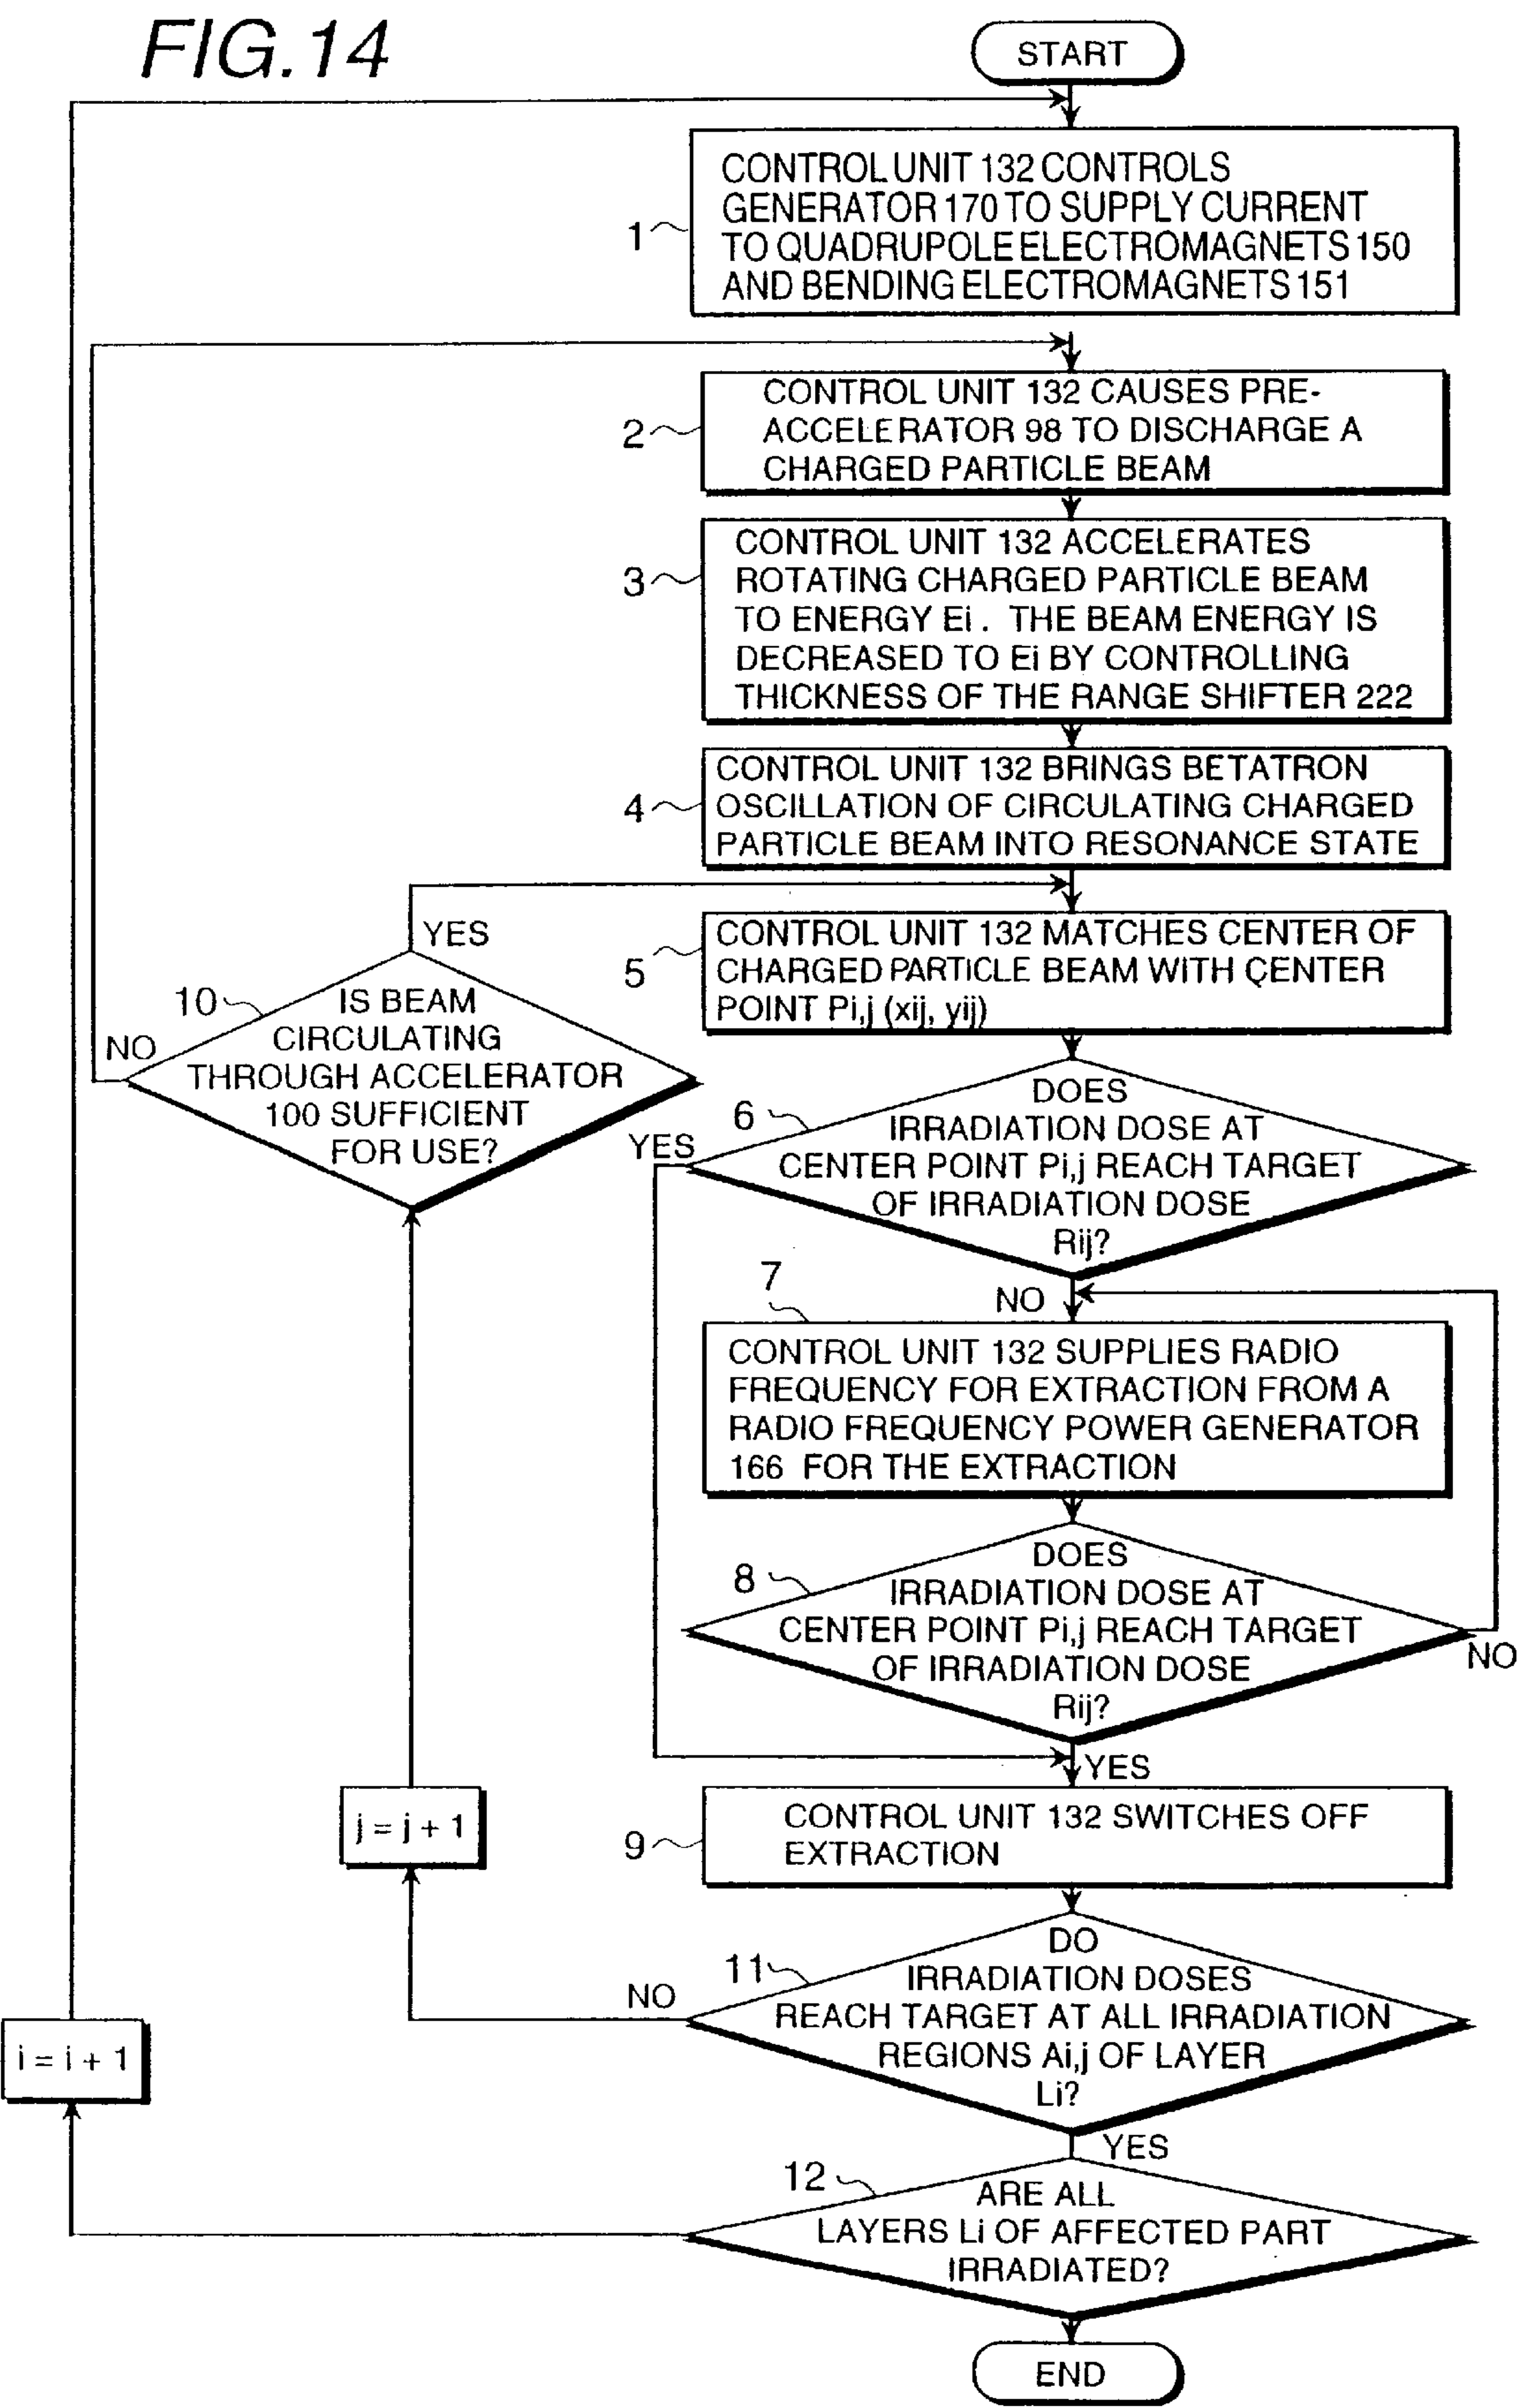 FIG.14
START
1
CONTROL UNIT 132 CONTROLS
GENERATOR 170 TO SUPPLY CURRENT
TO QUADRUPOLE ELECTROMAGNETS 150
AND BENDING ELECTROMAGNETS 151
2
CONTROL UNIT 132 CAUSES PRE-
ACCELERATOR 98 TO DISCHARGE A
CHARGED PARTICLE BEAM
3
CONTROL UNIT 132 ACCELERATES
ROTATING CHARGED PARTICLE BEAM
TO ENERGY Ei. THE BEAM ENERGY IS
DECREASED TO Ei BY CONTROLLING
THICKNESS OF THE RANGE SHIFTER 222
4
CONTROL UNIT 132 BRINGS BETATRON
OSCILLATION OF CIRCULATING CHARGED
PARTICLE BEAM INTO RESONANCE STATE
5
CONTROL UNIT 132 MATCHES CENTER OF
CHARGED PARTICLE BEAM WITH CENTER
POINT Pi,j (xij, yij)
YES
10
NO
IS BEAM
CIRCULATING
THROUGH ACCELERATOR
100 SUFFICIENT
FOR USE?
6
YES
DOES
IRRADIATION DOSE AT
CENTER POINT Pi,j REACH TARGET
OF IRRADIATION DOSE
Rij?
NO
7
CONTROL UNIT 132 SUPPLIES RADIO
FREQUENCY FOR EXTRACTION FROM A
RADIO FREQUENCY POWER GENERATOR
166 FOR THE EXTRACTION
8
DOES
IRRADIATION DOSE AT
CENTER POINT Pi,j REACH TARGET
OF IRRADIATION DOSE
Rij?
NO
YES
9
CONTROL UNIT 132 SWITCHES OFF
EXTRACTION
j = j + 1
11
NO
DO
IRRADIATION DOSES
REACH TARGET AT ALL IRRADIATION
REGIONS Ai,j OF LAYER
Li?
i = i + 1
YES
12
ARE ALL
LAYERS Li OF AFFECTED PART
IRRADIATED?
END